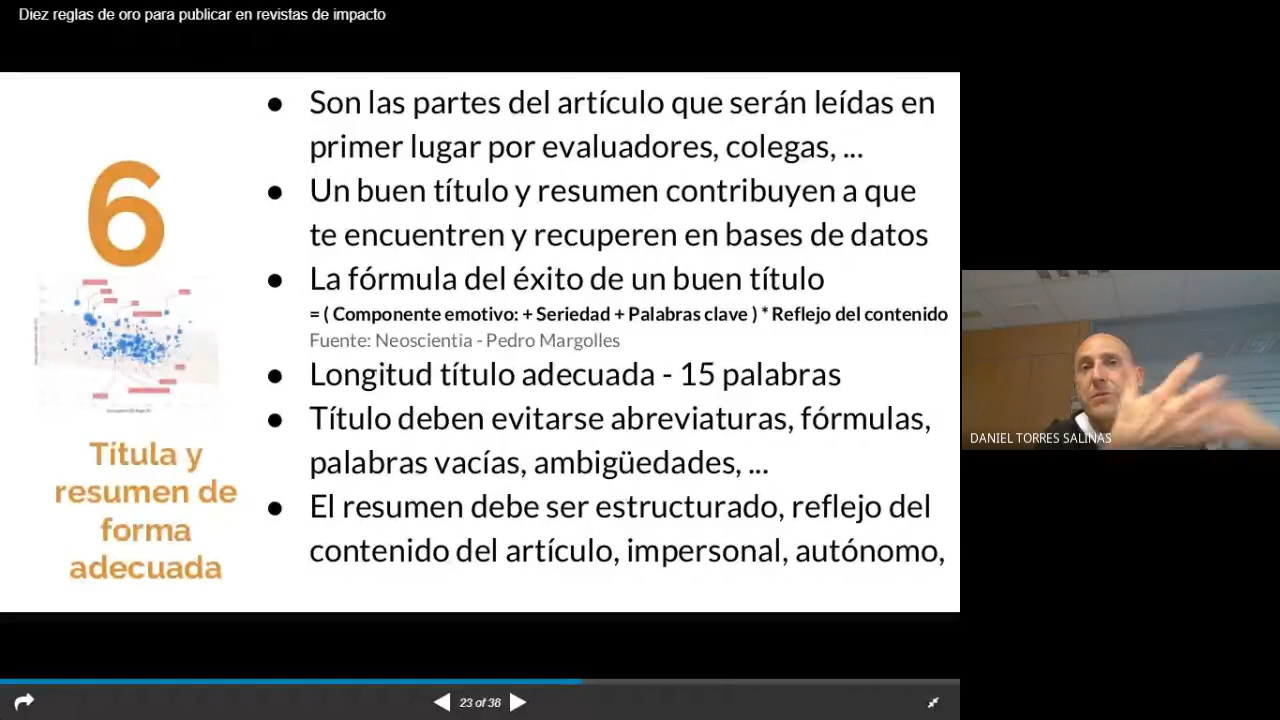 Diez reglas de oro para publicar en revistas de impacto
6
Títula y
resumen de
forma
adecuada
● Son las partes del artículo que serán leídas en
primer lugar por evaluadores, colegas, ...
● Un buen título y resumen contribuyen a que
te encuentren y recuperen en bases de datos
● La fórmula del éxito de un buen título
= ( Componente emotivo: + Seriedad + Palabras clave ) * Reflejo del contenido
Fuente: Neoscientia - Pedro Margolles
● Longitud título adecuada - 15 palabras
● Título deben evitarse abreviaturas, fórmulas,
palabras vacías, ambigüedades, ...
● El resumen debe ser estructurado, reflejo del
contenido del artículo, impersonal, autónomo,
DANIEL TORRES SALINAS
23 of 38